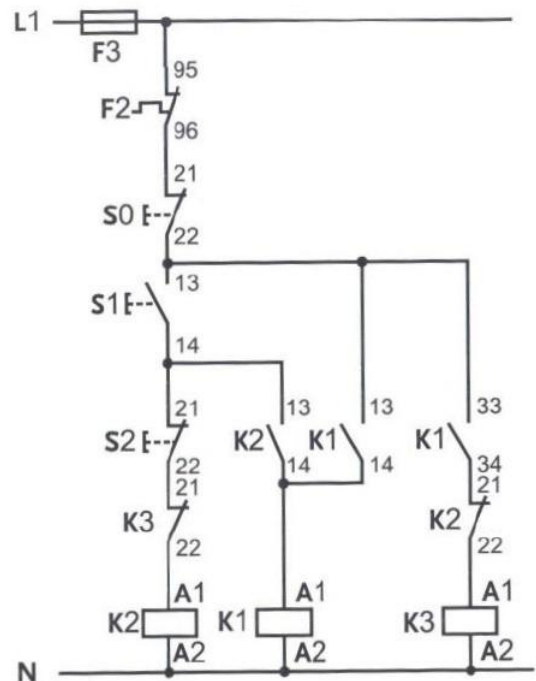 L1
F3
95
F2
96
21
S0
22
13
S1
14
21 13 13 33
S2 K2 K1 K1
22 14 14 34
21 21
K3 K2
22 22
A1 A1 A1
K2 K1 K3
A2 A2 A2
N